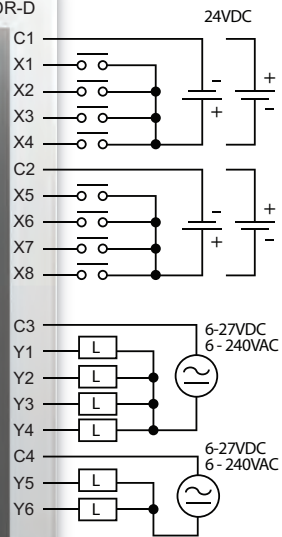 OR-D
24VDC
C1
X1
X2
X3
X4
C2
X5
X6
X7
X8
- +
+ -
- +
+ -
C3
Y1 L
Y2 L
Y3 L
Y4 L
6-27VDC
6 - 240VAC
C4
Y5 L
Y6 L
6-27VDC
6 - 240VAC